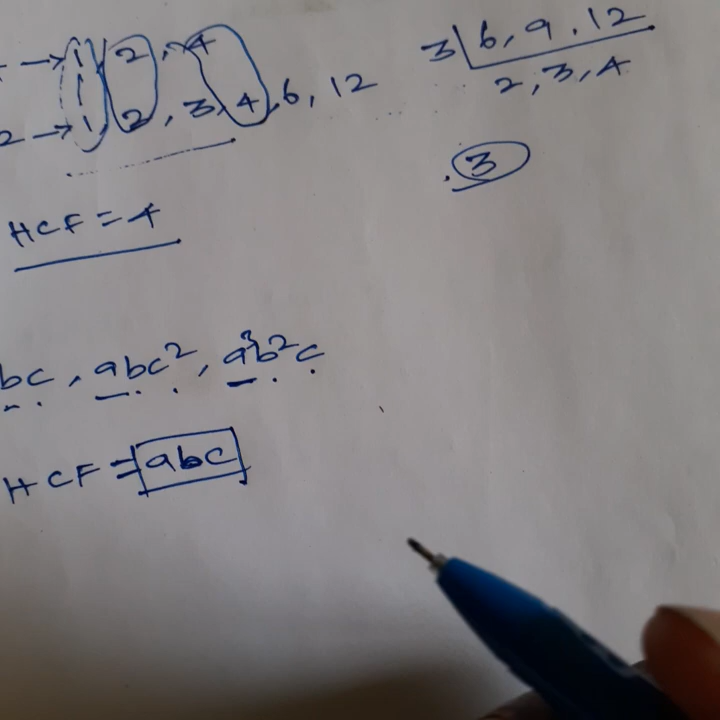 → 1, 2, 4
2 → 1, 2, 3, 4, 6, 12
HCF = 4
3 6, 9, 12
2, 3, 4
3
bc, abc², a³b²c
HCF = abc